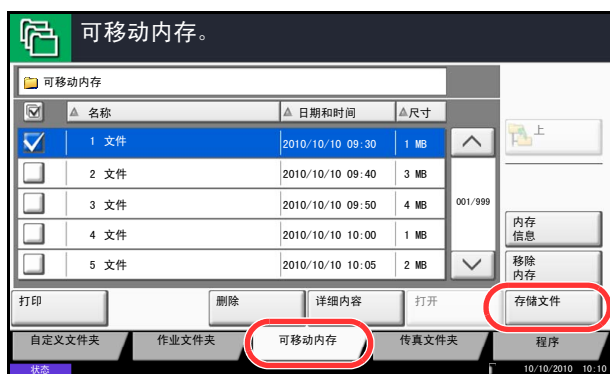 可移动内存。
可移动内存
名称 日期和时间 尺寸
1 文件 2010/10/10 09:30 1 MB
2 文件 2010/10/10 09:40 3 MB
3 文件 2010/10/10 09:50 4 MB
4 文件 2010/10/10 10:00 1 MB
5 文件 2010/10/10 10:05 2 MB
001/999
上
内存
信息
移除
内存
打印 删除 详细内容 打开 存储文件
自定义文件夹 作业文件夹 可移动内存 传真文件夹 程序
状态 10/10/2010 10:10